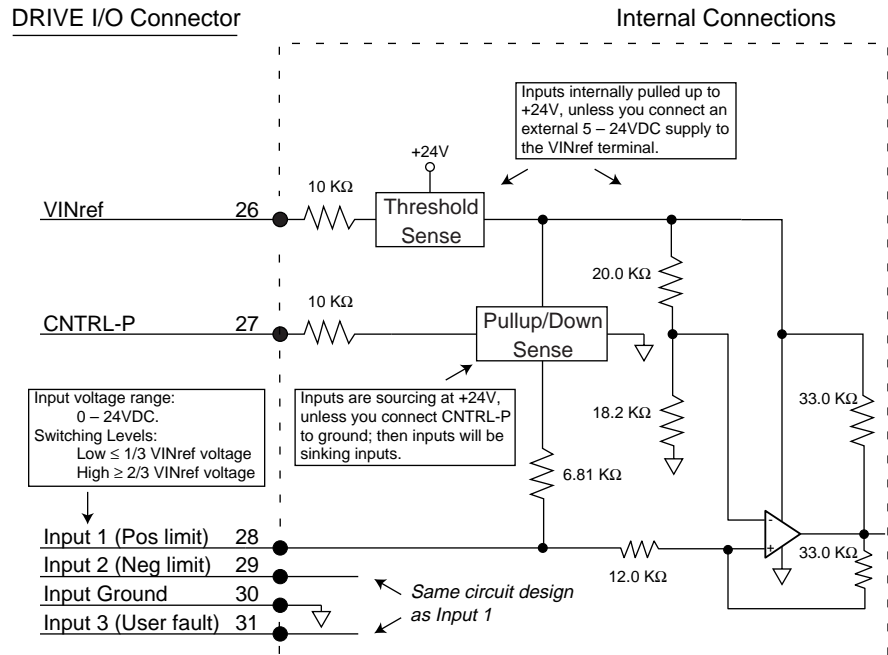 DRIVE I/O Connector
Internal Connections
Inputs internally pulled up to
+24V, unless you connect an
external 5 – 24VDC supply to
the VINref terminal.
+24V
10 KΩ
VINref 26
Threshold
Sense
20.0 KΩ
10 KΩ
CNTRL-P 27
Pullup/Down
Sense
Input voltage range:
0 – 24VDC.
Switching Levels:
Low ≤ 1/3 VINref voltage
High ≥ 2/3 VINref voltage
Inputs are sourcing at +24V,
unless you connect CNTRL-P
to ground; then inputs will be
sinking inputs.
18.2 KΩ
33.0 KΩ
6.81 KΩ
Input 1 (Pos limit) 28
Input 2 (Neg limit) 29
Input Ground 30
Input 3 (User fault) 31
12.0 KΩ
-
+
33.0 KΩ
Same circuit design
as Input 1